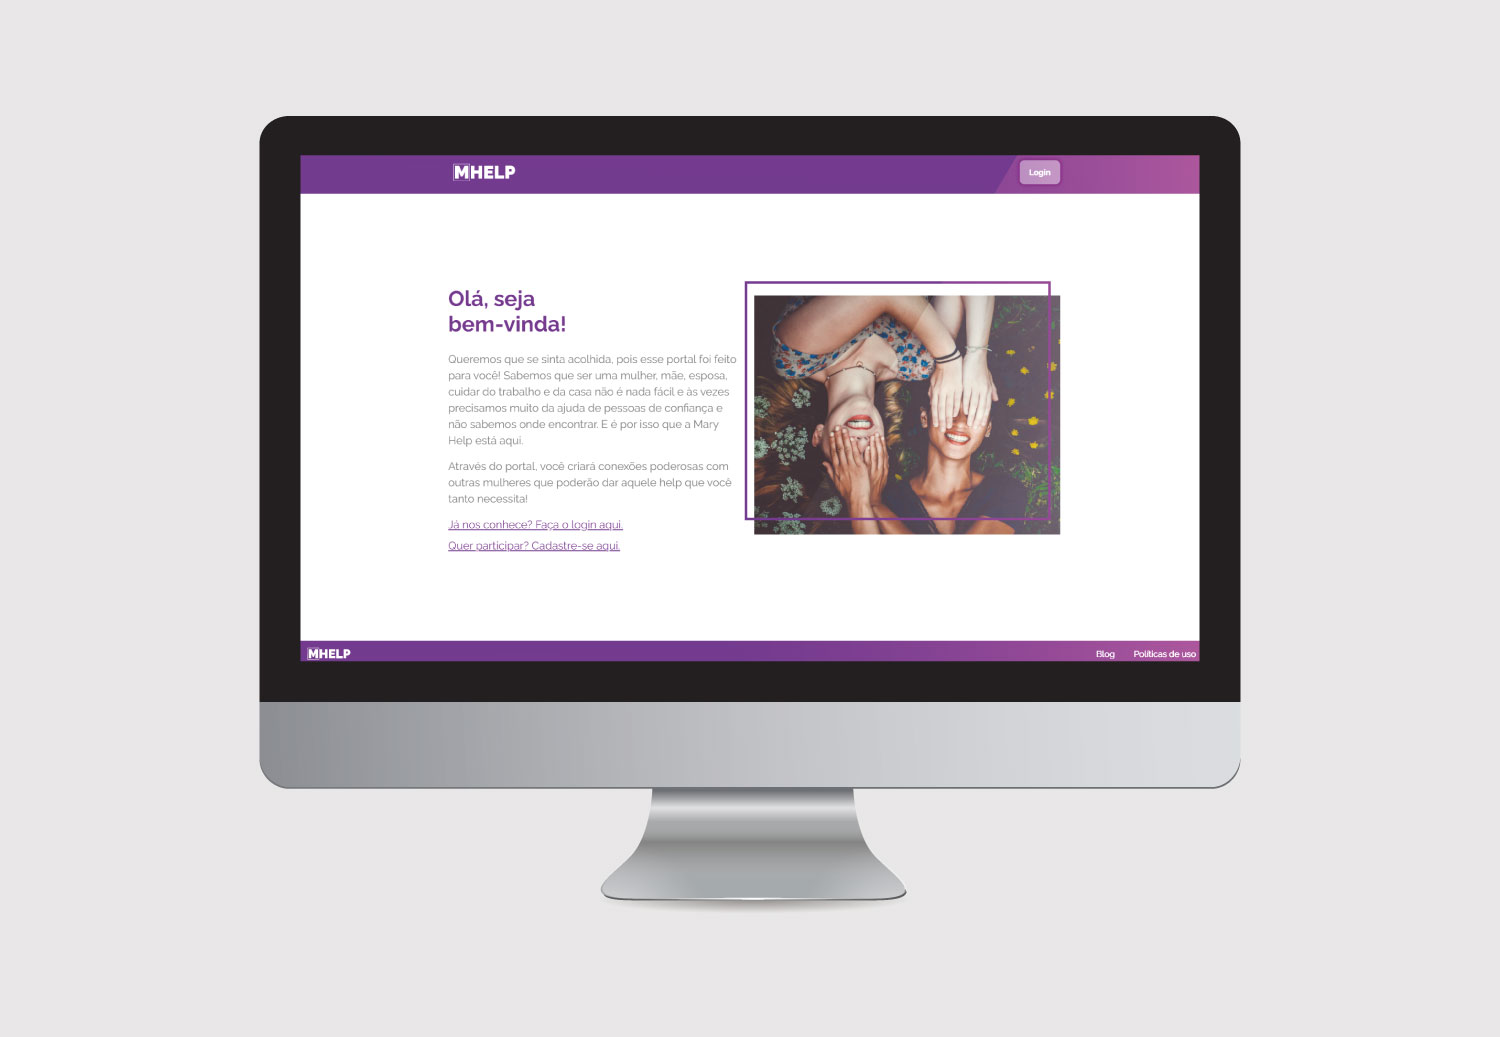 MHELP
Login
Olá, seja
bem-vinda!
Queremos que se sinta acolhida, pois esse portal foi feito
para você! Sabemos que ser uma mulher, mãe, esposa,
cuidar do trabalho e da casa não é nada fácil e às vezes
precisamos muito da ajuda de pessoas de confiança e
não sabemos onde encontrar. E é por isso que a Mary
Help está aqui.
Através do portal, você criará conexões poderosas com
outras mulheres que poderão dar aquele help que você
tanto necessita!
Já nos conhece? Faça o login aqui.
Quer participar? Cadastre-se aqui.
MHELP
Blog
Políticas de uso